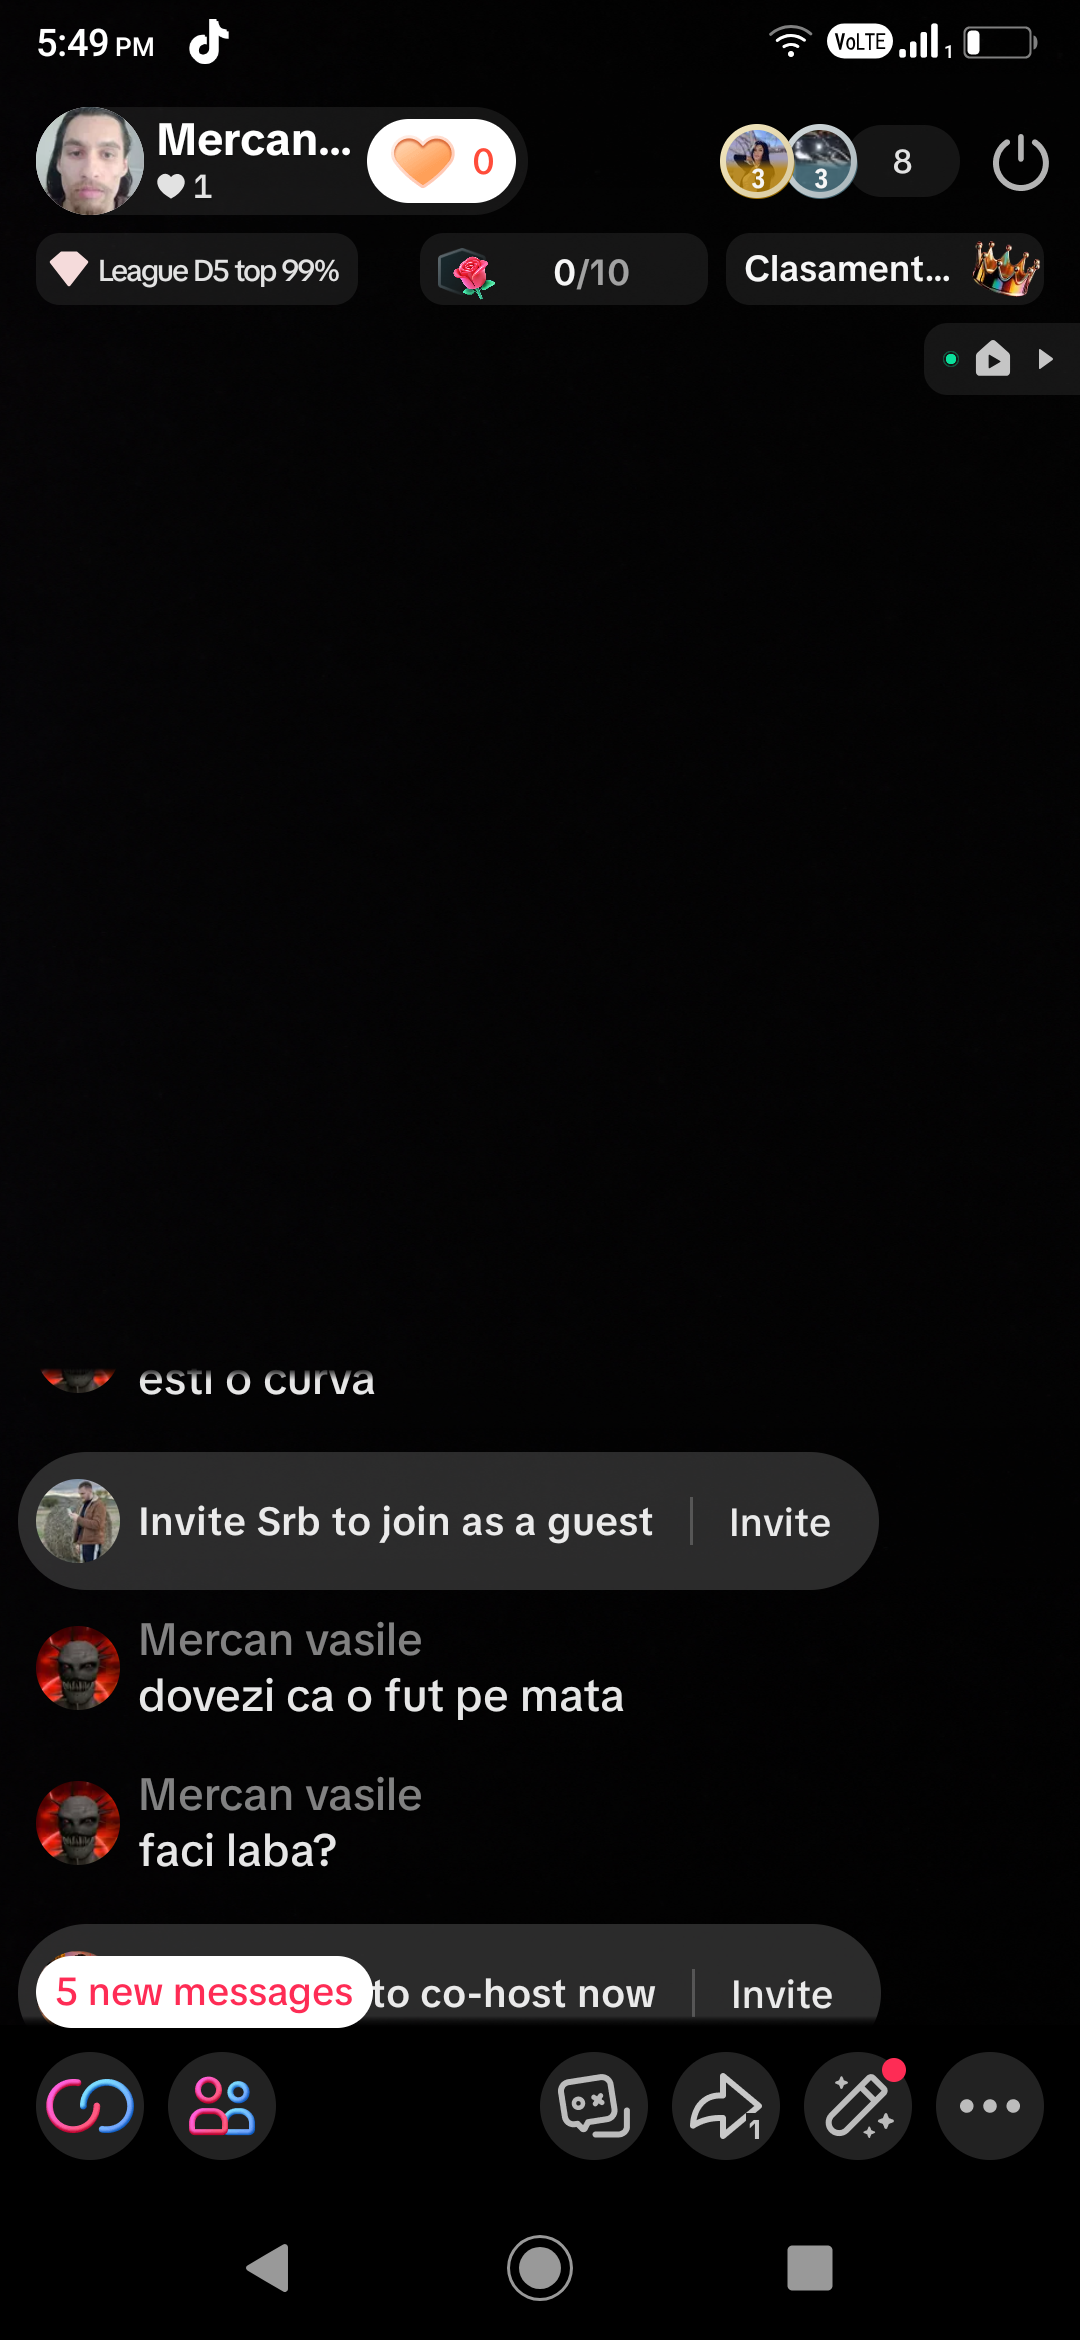 5:49 PM
VoLTE
1
Mercan...
1
0
3
3
8
League D5 top 99%
0/10
Clasament...
esti o curva
Invite Srb to join as a guest
Invite
Mercan vasile
dovezi ca o fut pe mata
Mercan vasile
faci laba?
5 new messages
to co-host now
Invite
1